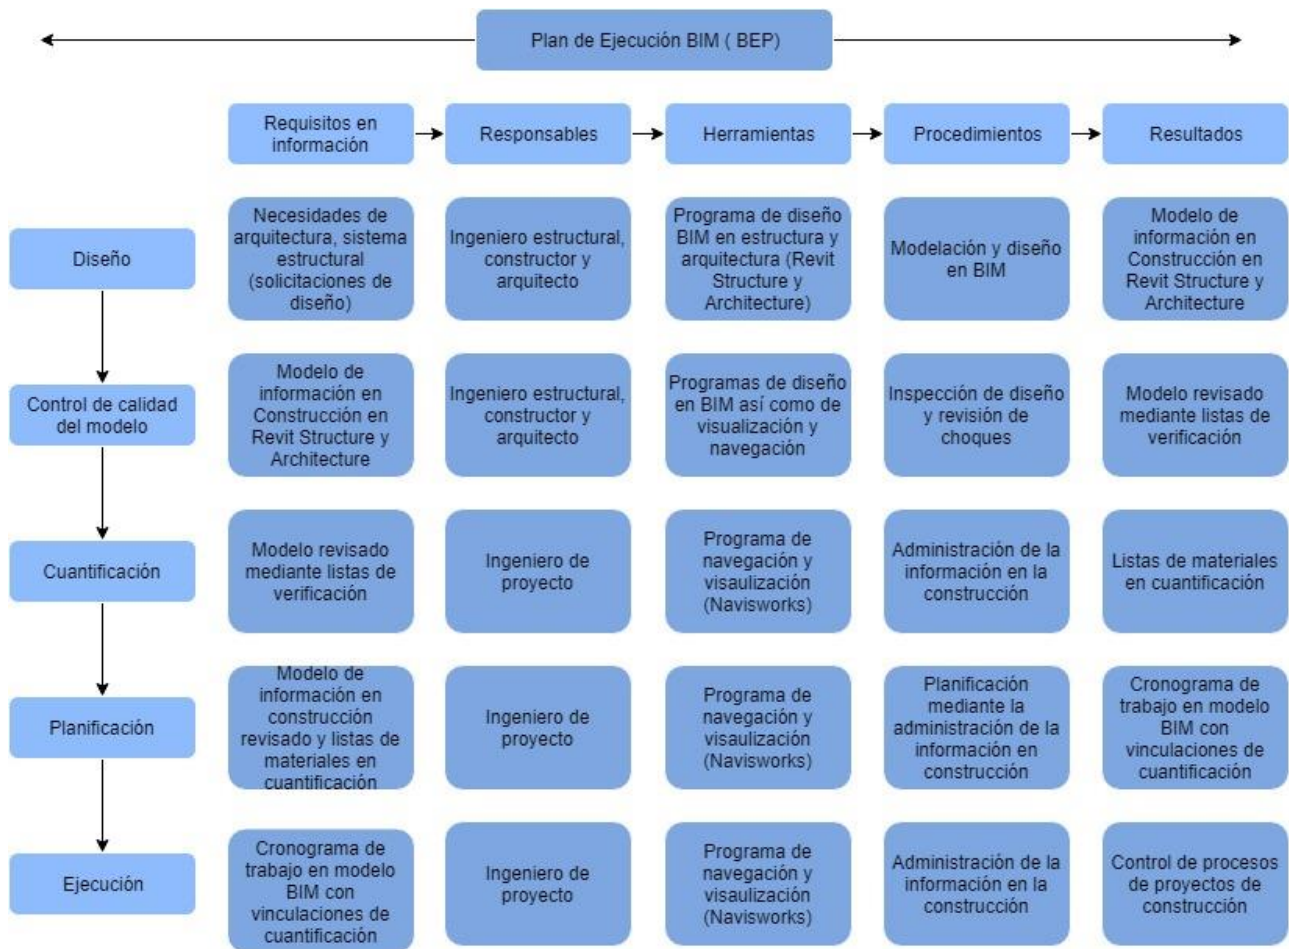 Plan de Ejecución BIM ( BEP)
Requisitos en
información
Responsables
Herramientas
Procedimientos
Resultados
Diseño
Necesidades de
arquitectura, sistema
estructural
(solicitaciones de
diseño)
Ingeniero estructural,
constructor y
arquitecto
Programa de diseño
BIM en estructura y
arquitectura (Revit
Structure y
Architecture)
Modelación y diseño
en BIM
Modelo de
información en
Construcción en
Revit Structure y
Architecture
Control de calidad
del modelo
Modelo de
información en
Construcción en
Revit Structure y
Architecture
Ingeniero estructural,
constructor y
arquitecto
Programas de diseño
en BIM así como de
visualización y
navegación
Inspección de diseño
y revisión de
choques
Modelo revisado
mediante listas de
verificación
Cuantificación
Modelo revisado
mediante listas de
verificación
Ingeniero de
proyecto
Programa de
navegación y
visaulización
(Navisworks)
Administración de la
información en la
construcción
Listas de materiales
en cuantificación
Planificación
Modelo de
información en
construcción
revisado y listas de
materiales en
cuantificación
Ingeniero de
proyecto
Programa de
navegación y
visaulización
(Navisworks)
Planificación
mediante la
administración de la
información en
construcción
Cronograma de
trabajo en modelo
BIM con
vinculaciones de
cuantificación
Ejecución
Cronograma de
trabajo en modelo
BIM con
vinculaciones de
cuantificación
Ingeniero de
proyecto
Programa de
navegación y
visaulización
(Navisworks)
Administración de la
información en la
construcción
Control de procesos
de proyectos de
construcción